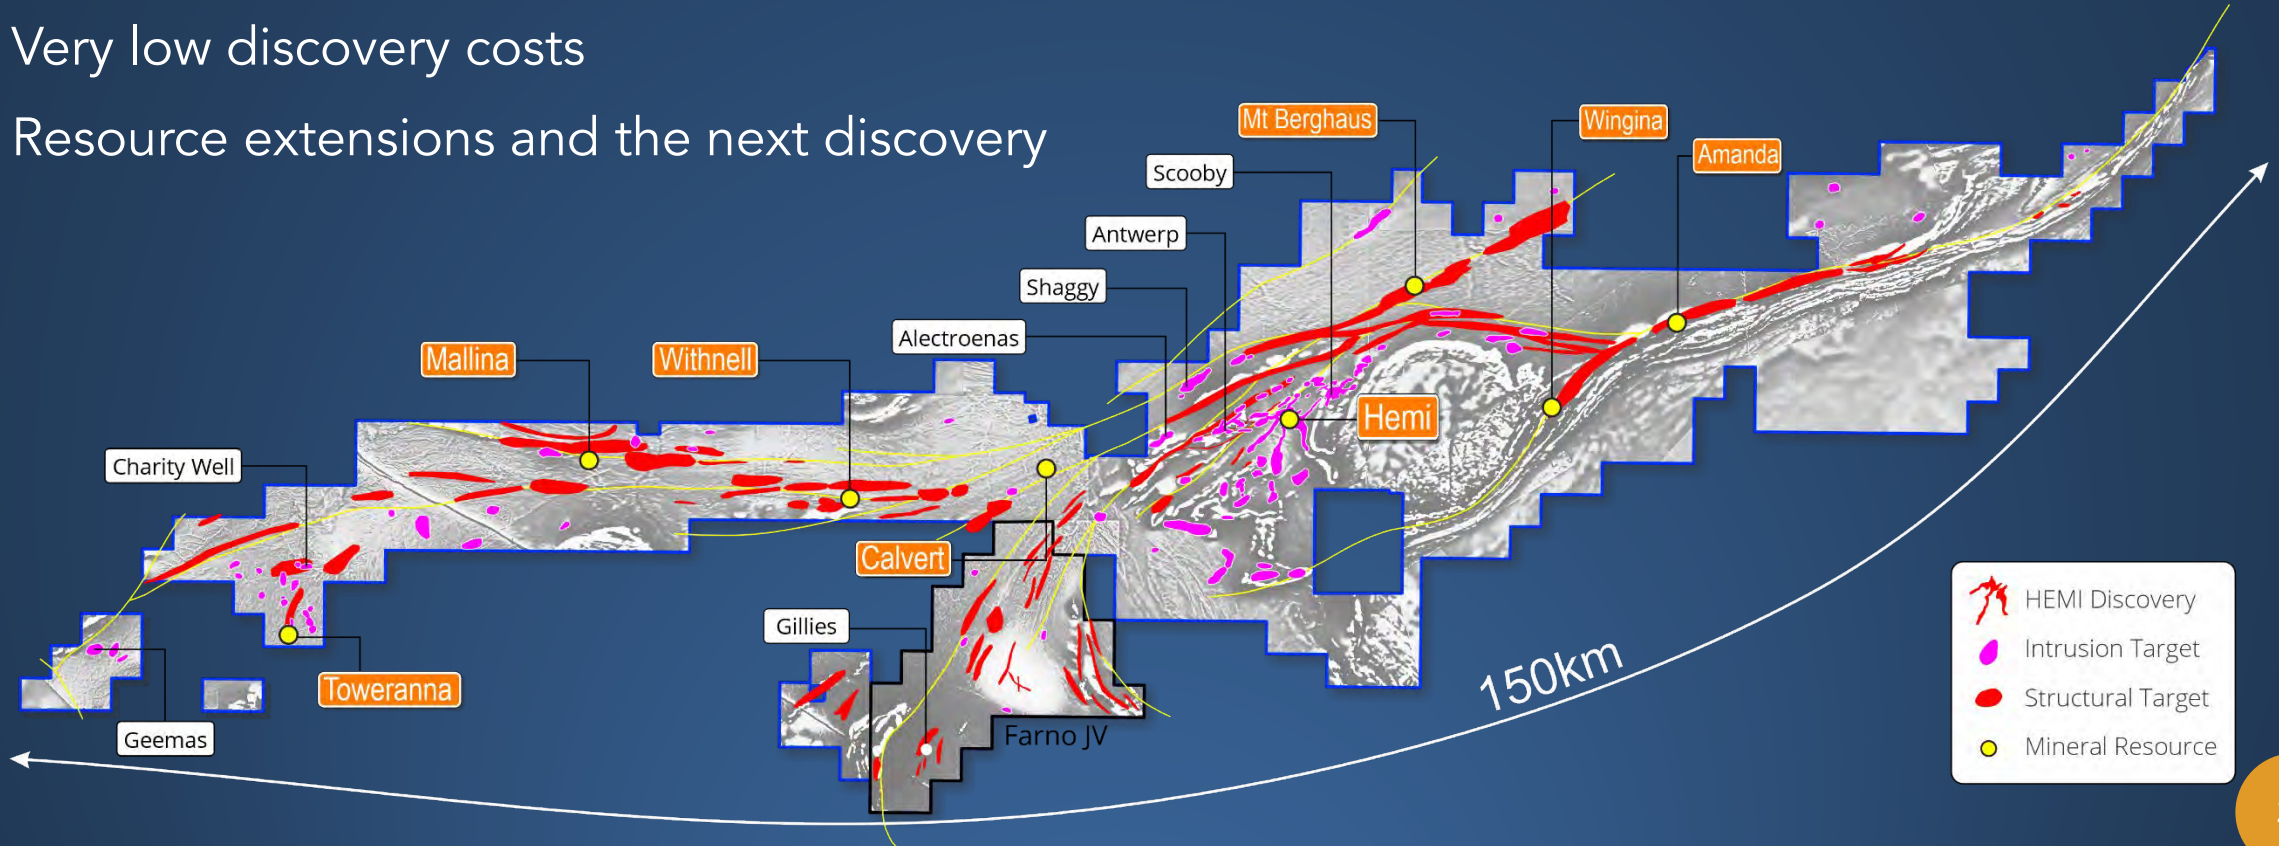 Very low discovery costs
Resource extensions and the next discovery
Mt Berghaus
Wingina
Amanda
Scooby
Antwerp
Shaggy
Alectroenas
Mallina
Withnell
Hemi
Charity Well
Calvert
Gillies
Toweranna
Geemas
Farno JV
150km
HEMI Discovery
Intrusion Target
Structural Target
Mineral Resource